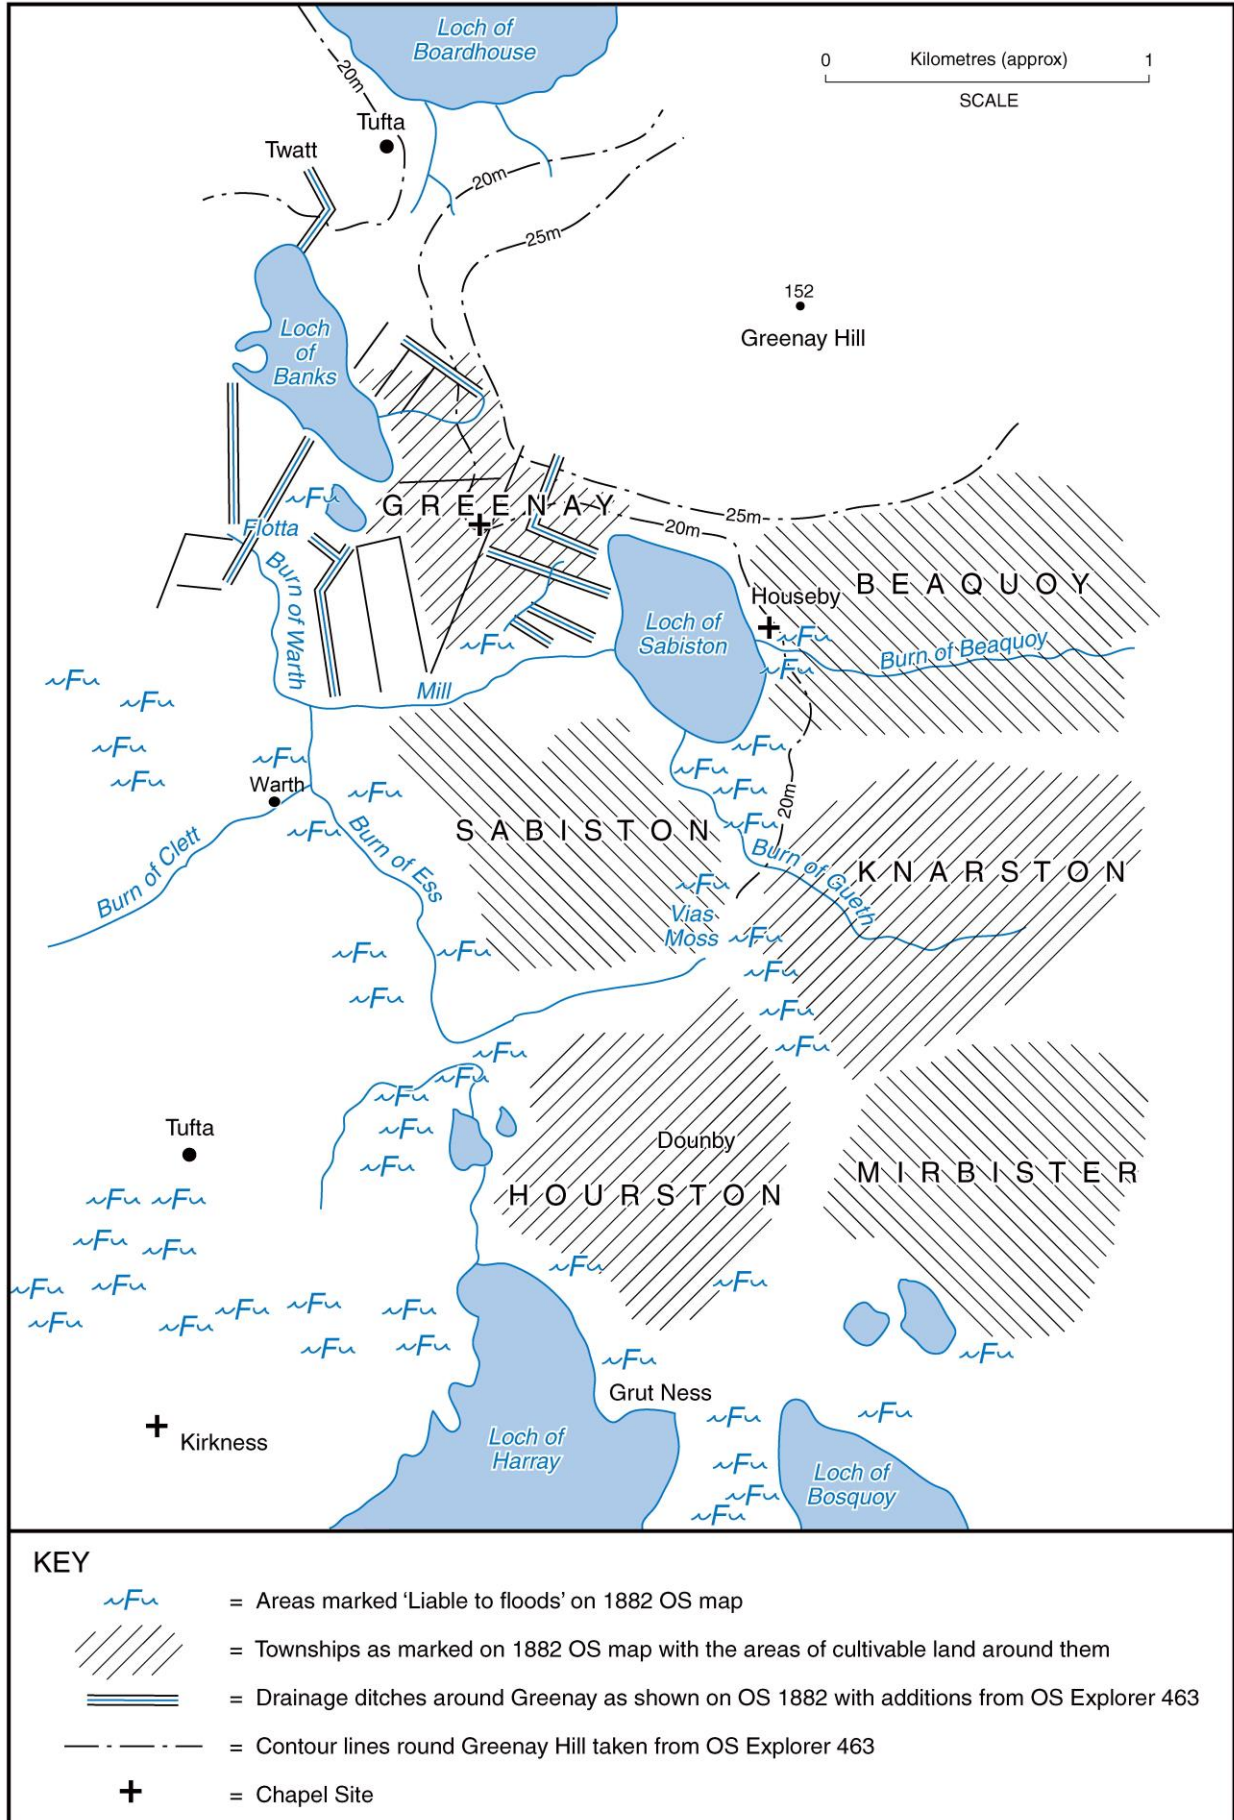 Loch of
Boardhouse
0 Kilometres (approx) 1
SCALE
20m
Tufta
Twatt
20m
25m
152
Greenay Hill
Loch
of
Banks
~F~
GREENAY
Flotta
25m
20m
Burn of Warth
BEAQUOY
Houseby
Loch of
Sabiston
~F~
~F~
Burn of Beaquoy
~F~
~F~
Mill
~F~
~F~
~F~
~F~
~F~
~F~
~F~
Warth
~F~
~F~
20m
~F~
~F~
Burn of Clett
Burn of Ess
SABISTON
Burn of Gueth
KNARSTON
~F~
Vias
Moss
~F~
~F~
~F~
~F~
~F~
~F~
~F~
~F~
~F~
~F~
Tufta
~F~
Dounby
~F~
MIRBISTER
HOURSTON
~F~ ~F~
~F~ ~F~
~F~
~F~
~F~ ~F~
~F~ ~F~ ~F~
~F~ ~F~
~F~ ~F~
~F~
~F~
Grut Ness
~F~
~F~
Kirkness
Loch of
Harray
~F~
Loch of
Bosquoy
~F~
~F~
KEY
~F~ = Areas marked ‘Liable to floods’ on 1882 OS map
= Townships as marked on 1882 OS map with the areas of cultivable land around them
= Drainage ditches around Greenay as shown on OS 1882 with additions from OS Explorer 463
= Contour lines round Greenay Hill taken from OS Explorer 463
= Chapel Site